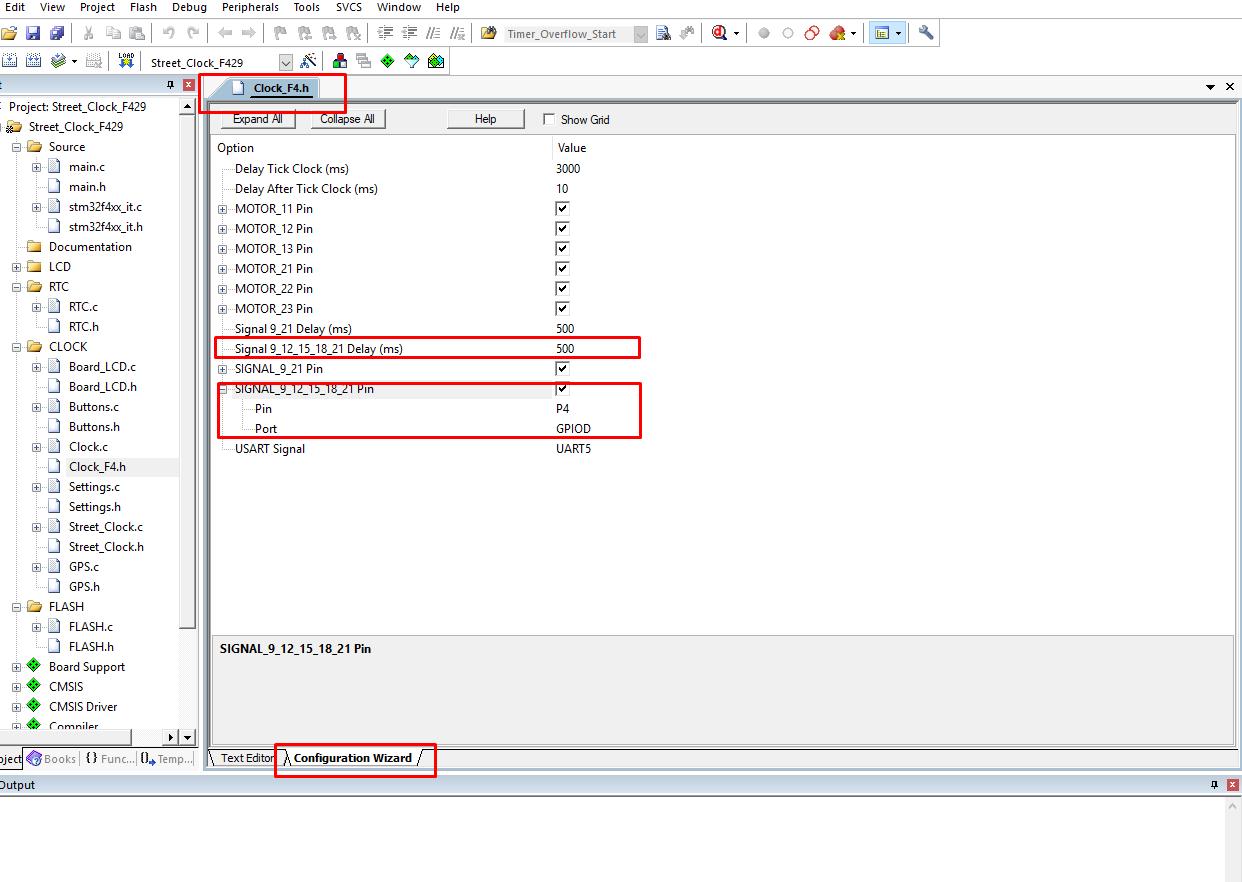 Edit View Project Flash Debug Peripherals Tools SVCS Window Help
Timer_Overflow_Start
LOAD Street_Clock_F429
Project: Street_Clock_F429
Street_Clock_F429
Source
main.c
main.h
stm32f4xx_it.c
stm32f4xx_it.h
Documentation
LCD
RTC
RTC.c
RTC.h
CLOCK
Board_LCD.c
Board_LCD.h
Buttons.c
Buttons.h
Clock.c
Clock_F4.h
Settings.c
Settings.h
Street_Clock.c
Street_Clock.h
GPS.c
GPS.h
FLASH
FLASH.c
FLASH.h
Board Support
CMSIS
CMSIS Driver
Compiler
oject Books {} Func... Temp...
Clock_F4.h
Expand All Collapse All Help Show Grid
Option Value
Delay Tick Clock (ms) 3000
Delay After Tick Clock (ms) 10
MOTOR_11 Pin
MOTOR_12 Pin
MOTOR_13 Pin
MOTOR_21 Pin
MOTOR_22 Pin
MOTOR_23 Pin
Signal 9_21 Delay (ms) 500
Signal 9_12_15_18_21 Delay (ms) 500
SIGNAL_9_21 Pin
SIGNAL_9_12_15_18_21 Pin
Pin P4
Port GPIOD
USART Signal UART5
SIGNAL_9_12_15_18_21 Pin
Text Editor Configuration Wizard
Output